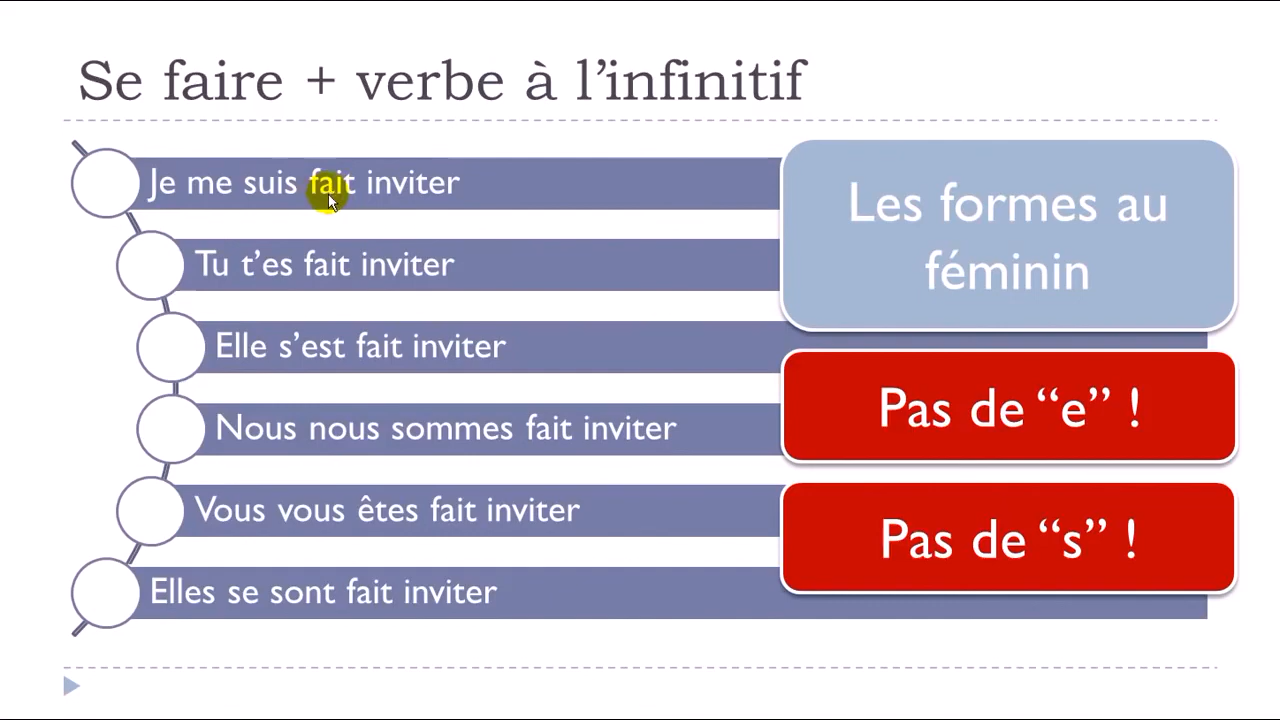 Se faire + verbe à l’infinitif
Je me suis fait inviter
Tu t’es fait inviter
Elle s’est fait inviter
Nous nous sommes fait inviter
Vous vous êtes fait inviter
Elles se sont fait inviter
Les formes au
féminin
Pas de “e” !
Pas de “s” !